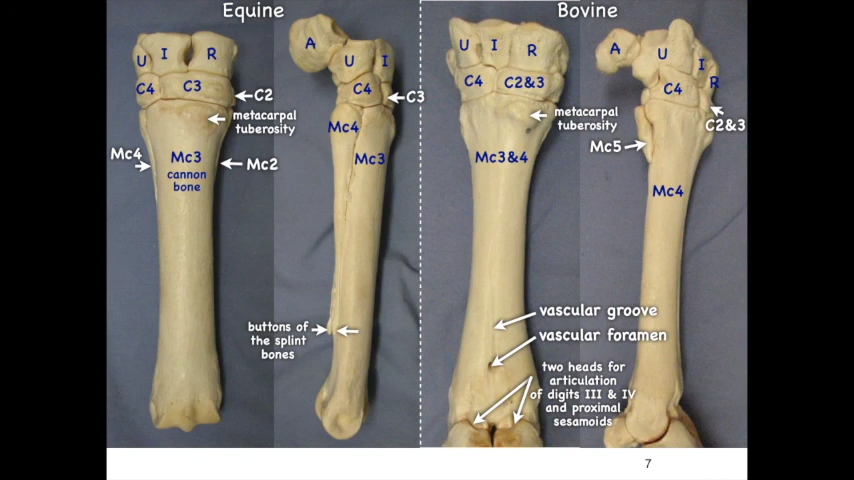 Equine
U I R
C4 C3
C2
metacarpal
tuberosity
Mc4
Mc3
cannon
bone
Mc2
A
U I
C4
C3
Mc4
Mc3
buttons of
the splint
bones
Bovine
U I R
C4 C2&3
metacarpal
tuberosity
Mc3&4
vascular groove
vascular foramen
two heads for
articulation
of digits III & IV
and proximal
sesamoids
A
U
I
R
C4
C2&3
Mc5
Mc4
7